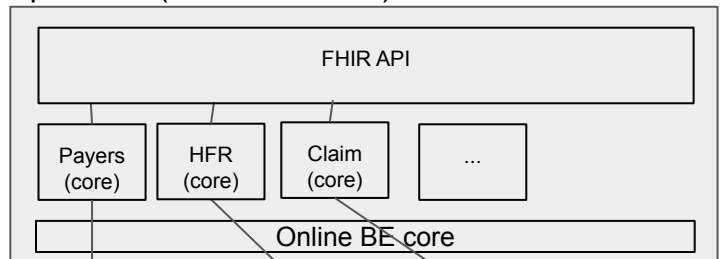 FHIR API
Payers
(core)
HFR
(core)
Claim
(core)
...
Online BE core